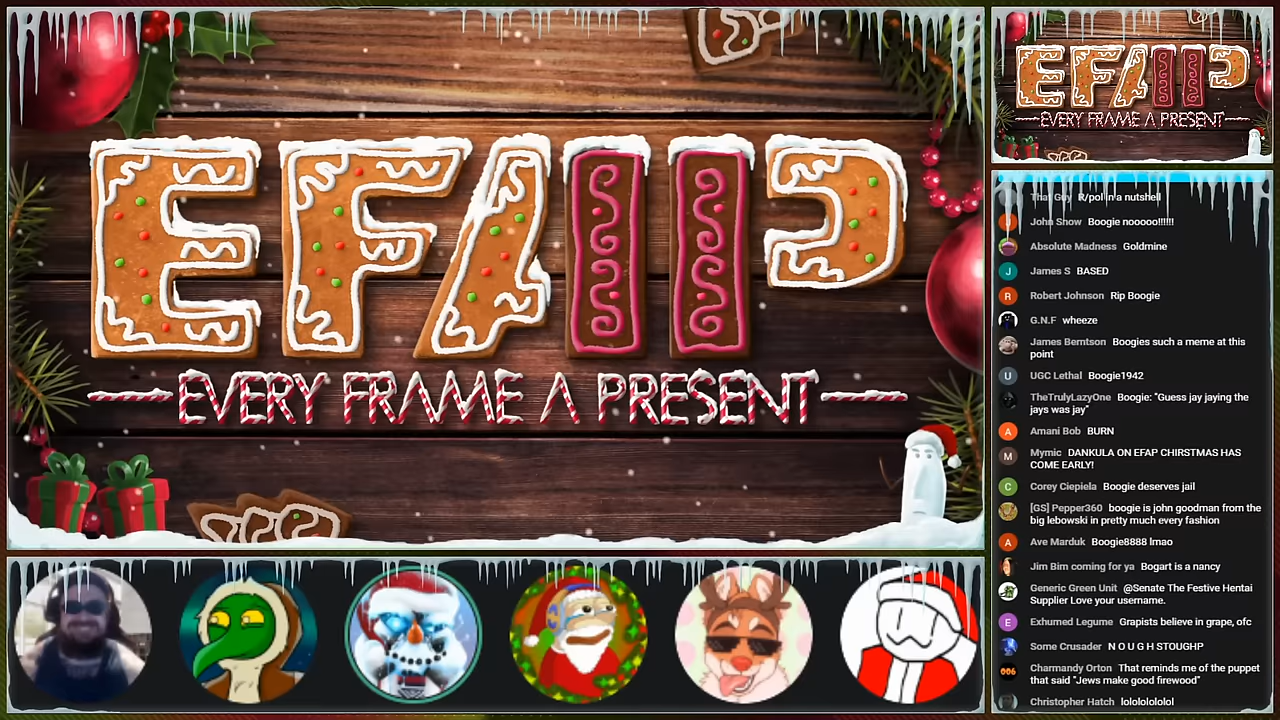 EFAP
EVERY FRAME A PRESENT
EFAP
EVERY FRAME A PRESENT
That Guy R/pol in a nutshell
John Show Boogie nooooo!!!!!!
Absolute Madness Goldmine
J James S BASED
R Robert Johnson Rip Boogie
G.N.F wheeze
James Berntson Boogies such a meme at this
point
U UGC Lethal Boogie1942
TheTrulyLazyOne Boogie: "Guess jay jaying the
jays was jay"
A Amani Bob BURN
M Mymic DANKULA ON EFAP CHIRSTMAS HAS
COME EARLY!
C Corey Ciepiela Boogie deserves jail
[GS] Pepper360 boogie is john goodman from the
big lebowski in pretty much every fashion
A Ave Marduk Boogie8888 lmao
Jim Bim coming for ya Bogart is a nancy
Generic Green Unit @Senate The Festive Hentai
Supplier Love your username.
E Exhumed Legume Grapists believe in grape, ofc
Some Crusader N O U G H STOUGHP
Charmandy Orton That reminds me of the puppet
that said "Jews make good firewood"
Christopher Hatch lolololololol